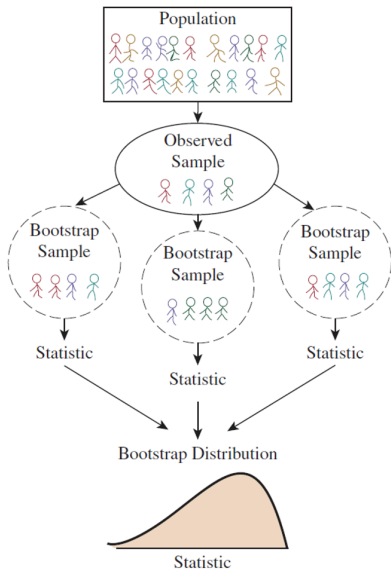 Population
Observed
Sample
Bootstrap
Sample
Bootstrap
Sample
Bootstrap
Sample
Statistic
Statistic
Statistic
Bootstrap Distribution
Statistic